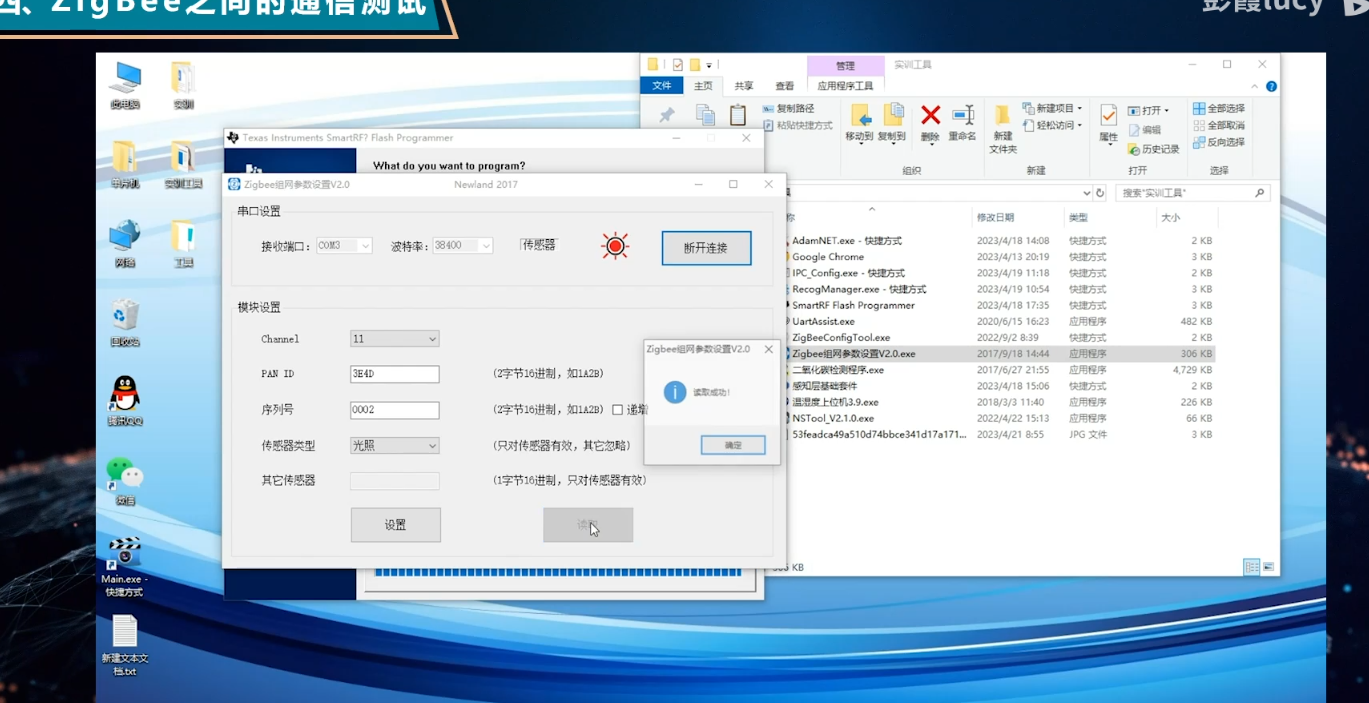 四、ZigBee之间的通信测试
彭霞lucy
此电脑
实训
实训工具
网络
工具
回收站
腾讯QQ
微信
Main.exe -
快捷方式
新建文本文
档.txt
管理
实训工具
文件
主页
共享
查看
应用程序工具
复制路径
粘贴快捷方式
移动到
复制到
删除
重命名
新建
文件夹
新建项目
轻松访问
属性
打开
编辑
历史记录
全部选择
全部取消
反向选择
组织
新建
打开
选择
搜索"实训工具"
称
修改日期
类型
大小
AdamNET.exe - 快捷方式 2023/4/18 14:08 快捷方式 2 KB
Google Chrome 2023/4/13 20:19 快捷方式 3 KB
IPC_Config.exe - 快捷方式 2023/4/19 11:18 快捷方式 2 KB
RecogManager.exe - 快捷方式 2023/4/19 10:54 快捷方式 3 KB
SmartRF Flash Programmer 2023/4/18 17:35 快捷方式 3 KB
UartAssist.exe 2020/6/15 16:23 应用程序 482 KB
ZigBeeConfigTool.exe 2022/9/2 8:39 快捷方式 2 KB
Zigbee组网参数设置V2.0.exe 2017/9/18 14:44 应用程序 306 KB
二氧化碳检测程序.exe 2017/6/27 21:55 应用程序 4,729 KB
感知层基础套件 2023/4/18 15:06 快捷方式 2 KB
温湿度上位机3.9.exe 2018/3/3 11:40 应用程序 226 KB
NSTool_V2.1.0.exe 2022/4/22 15:13 应用程序 66 KB
53feadca49a510d74bbce341d17a171... 2023/4/21 8:55 JPG 文件 3 KB
KB
Texas Instruments SmartRF? Flash Programmer
What do you want to program?
Zigbee组网参数设置V2.0
Newland 2017
串口设置
接收端口： COM3 波特率： 38400 传感器 断开连接
模块设置
Channel 11
PAN ID 3E4D (2字节16进制，如1A2B)
序列号 0002 (2字节16进制，如1A2B) 递增
传感器类型 光照 (只对传感器有效，其它忽略)
其它传感器 (1字节16进制，只对传感器有效)
设置
读取
Zigbee组网参数设置V2.0
读取成功！
确定